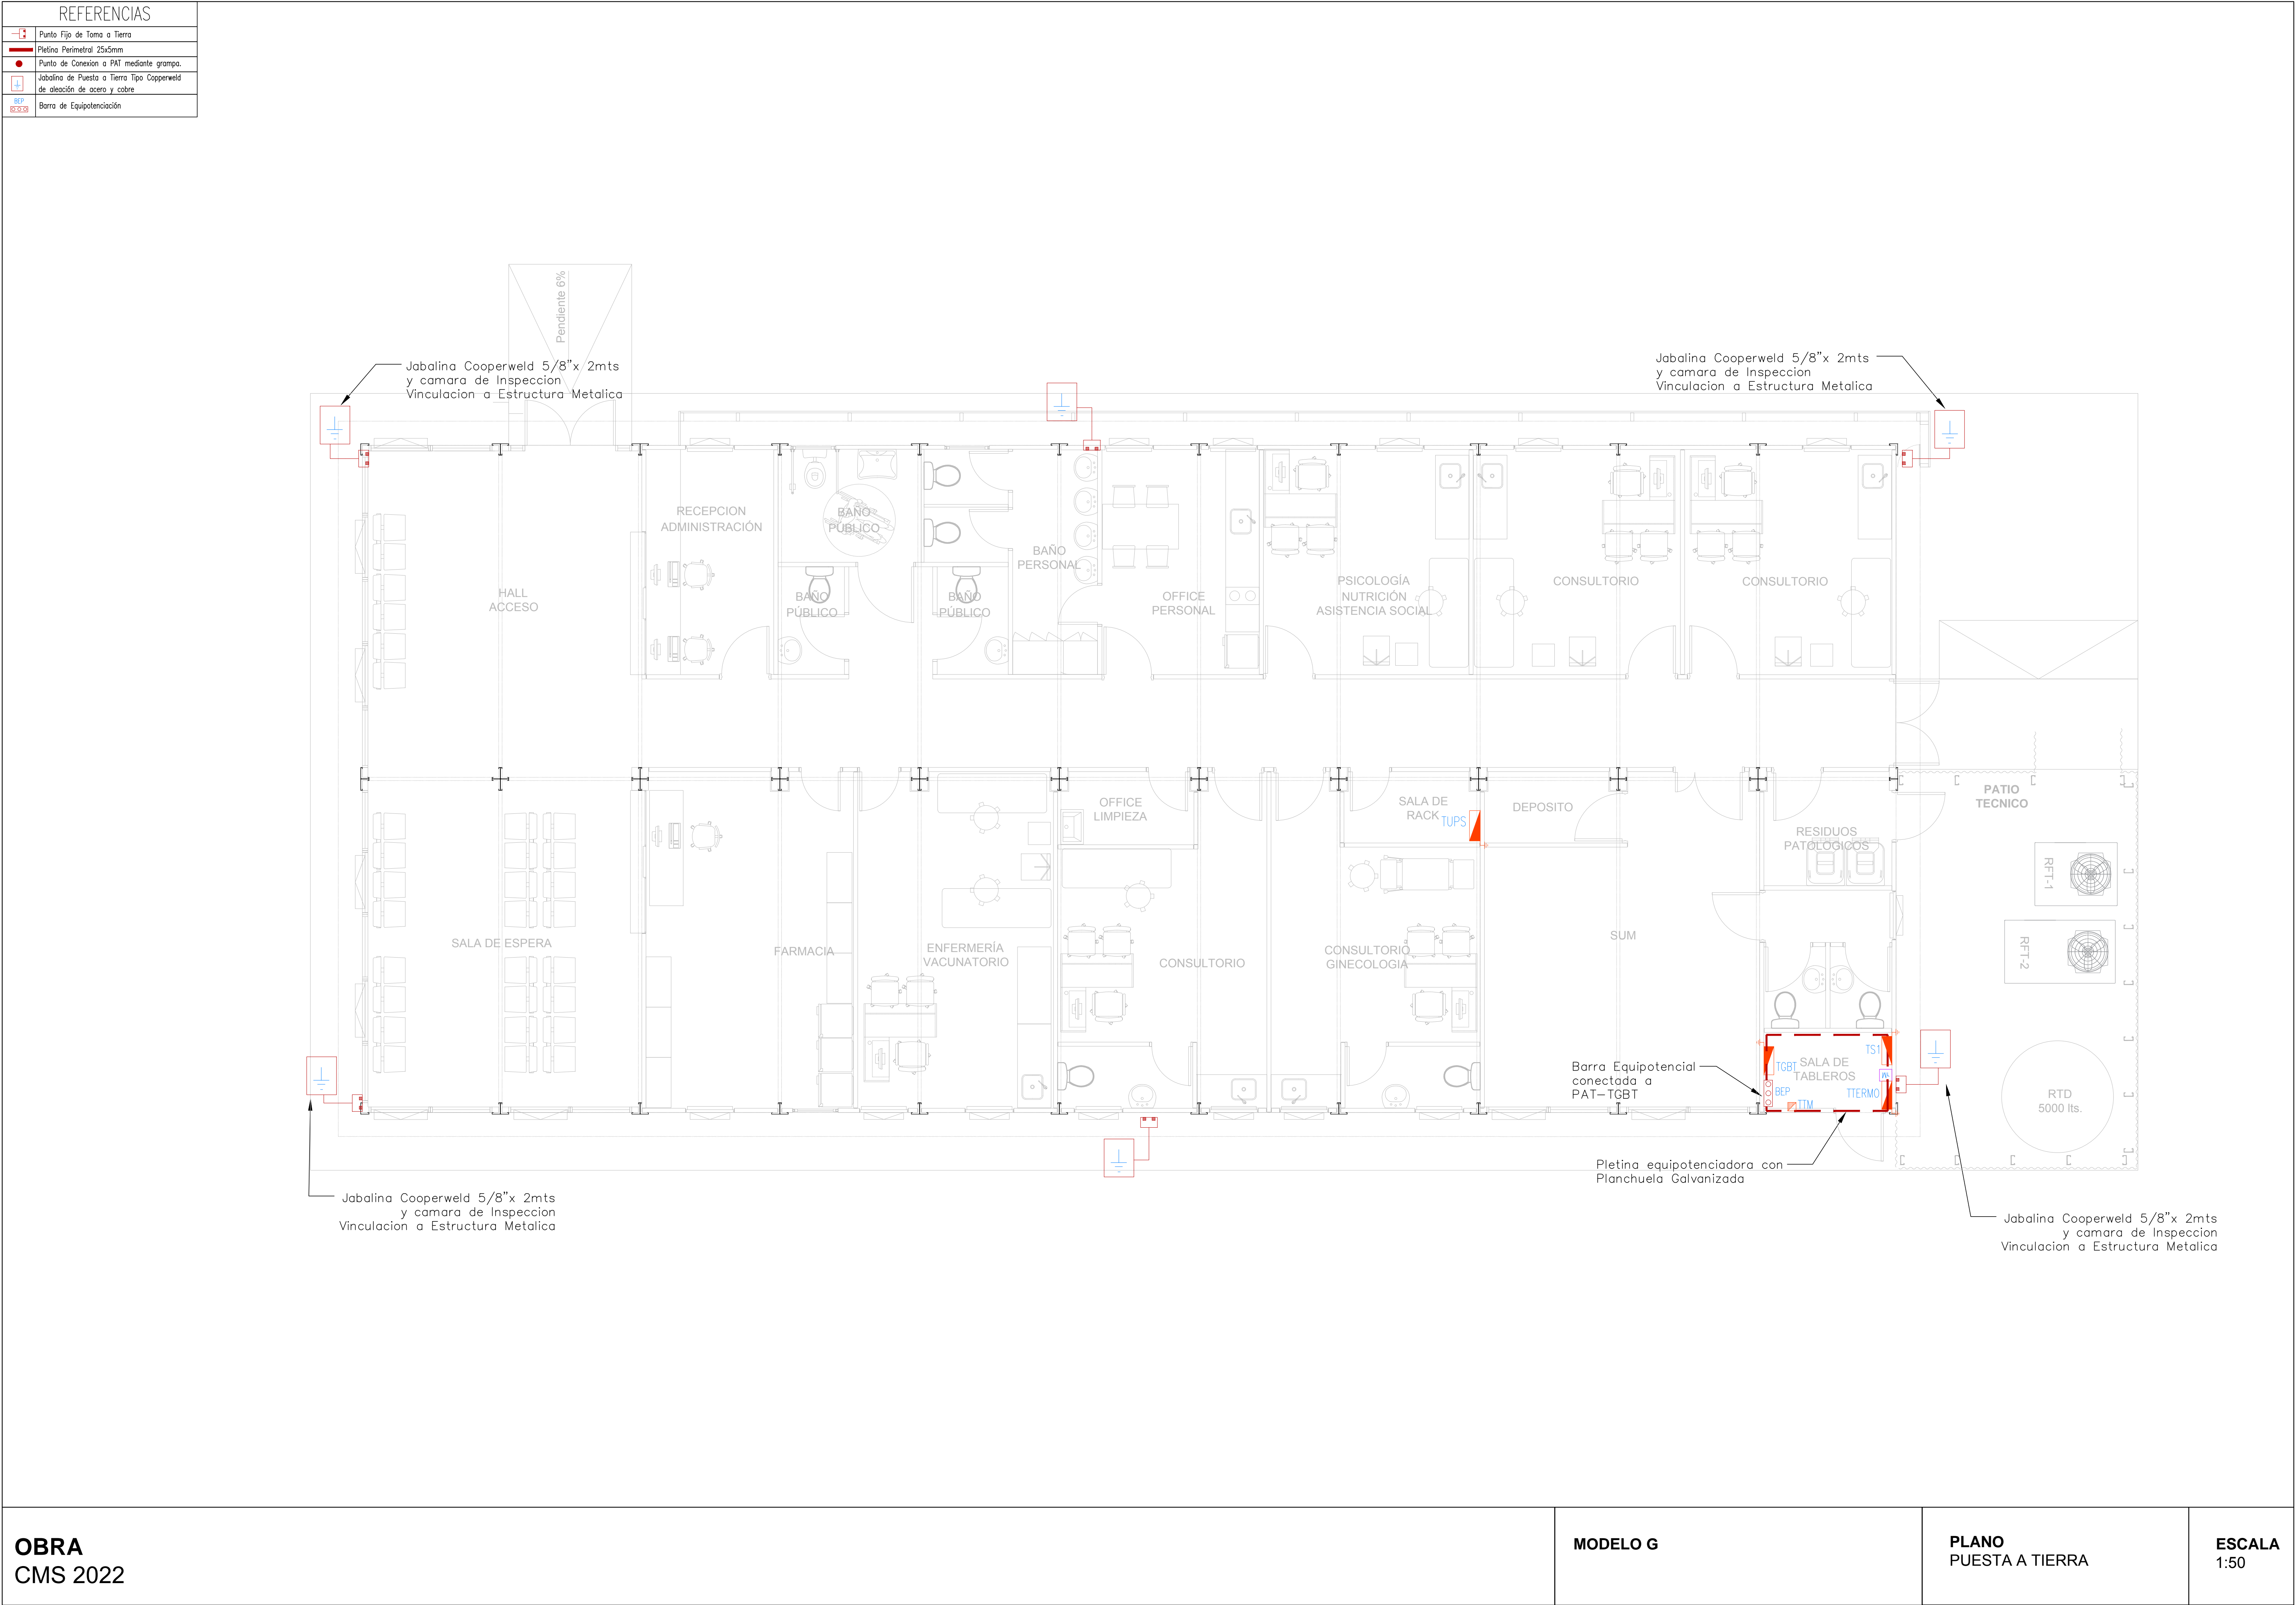 REFERENCIAS
Punto Fijo de Toma a Tierra
Pletina Perimetral 25x5mm
Punto de Conexion a PAT mediante grampa.
Jabalina de Puesta a Tierra Tipo Copperweld
de aleación de acero y cobre
BEP
Barra de Equipotenciación
Pendiente 6%
Jabalina Cooperweld 5/8"x 2mts
y camara de Inspeccion
Vinculacion a Estructura Metalica
Jabalina Cooperweld 5/8"x 2mts
y camara de Inspeccion
Vinculacion a Estructura Metalica
HALL
ACCESO
RECEPCION
ADMINISTRACIÓN
BAÑO
PÚBLICO
BAÑO
PÚBLICO
BAÑO
PÚBLICO
BAÑO
PERSONAL
OFFICE
PERSONAL
PSICOLOGÍA
NUTRICIÓN
ASISTENCIA SOCIAL
CONSULTORIO
CONSULTORIO
SALA DE ESPERA
FARMACIA
ENFERMERÍA
VACUNATORIO
OFFICE
LIMPIEZA
CONSULTORIO
SALA DE
RACK
TUPS
CONSULTORIO
GINECOLOGIA
DEPOSITO
SUM
RESIDUOS
PATOLOGICOS
PATIO
TECNICO
RFT-1
RFT-2
RTD
5000 lts.
TS1
TGBT
SALA DE
TABLEROS
BEP
TTERMO
TTM
Barra Equipotencial
conectada a
PAT-TGBT
Pletina equipotenciadora con
Planchuela Galvanizada
Jabalina Cooperweld 5/8"x 2mts
y camara de Inspeccion
Vinculacion a Estructura Metalica
Jabalina Cooperweld 5/8"x 2mts
y camara de Inspeccion
Vinculacion a Estructura Metalica
OBRA
CMS 2022
MODELO G
PLANO
PUESTA A TIERRA
ESCALA
1:50